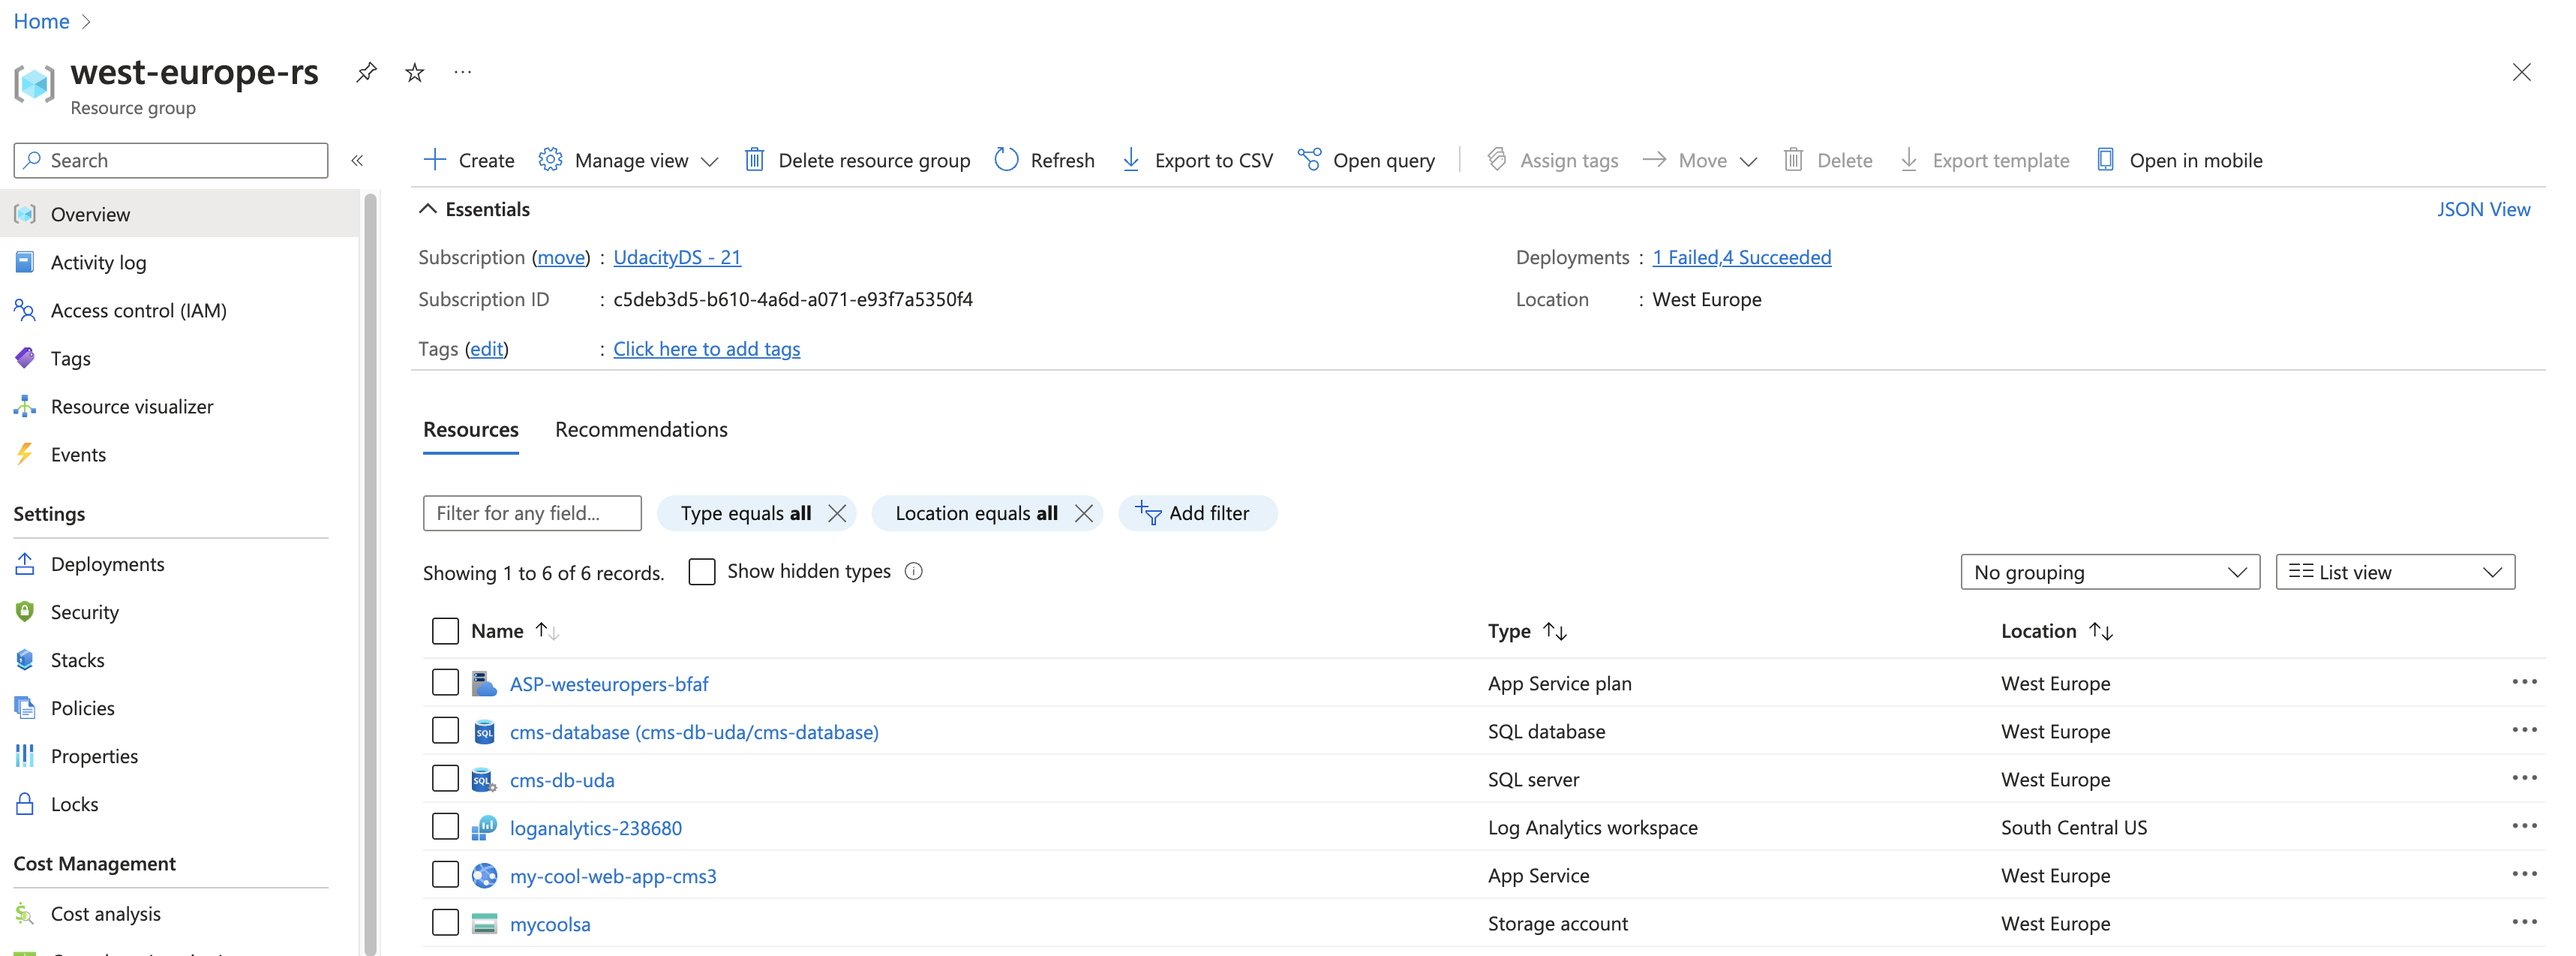 Home
west-europe-rs
Resource group
Search
Create Manage view Delete resource group Refresh Export to CSV Open query Assign tags Move Delete Export template Open in mobile
Overview
Activity log
Access control (IAM)
Tags
Resource visualizer
Events
Settings
Deployments
Security
Stacks
Policies
Properties
Locks
Cost Management
Cost analysis
Essentials JSON View
Subscription (move) : UdacityDS - 21
Subscription ID : c5deb3d5-b610-4a6d-a071-e93f7a5350f4
Tags (edit) : Click here to add tags
Deployments : 1 Failed,4 Succeeded
Location : West Europe
Resources Recommendations
Filter for any field... Type equals all Location equals all Add filter
Showing 1 to 6 of 6 records. Show hidden types No grouping List view
Name Type Location
ASP-westeuropers-bfaf App Service plan West Europe
SQL cms-database (cms-db-uda/cms-database) SQL database West Europe
SQL cms-db-uda SQL server West Europe
loganalytics-238680 Log Analytics workspace South Central US
my-cool-web-app-cms3 App Service West Europe
mycoolsa Storage account West Europe